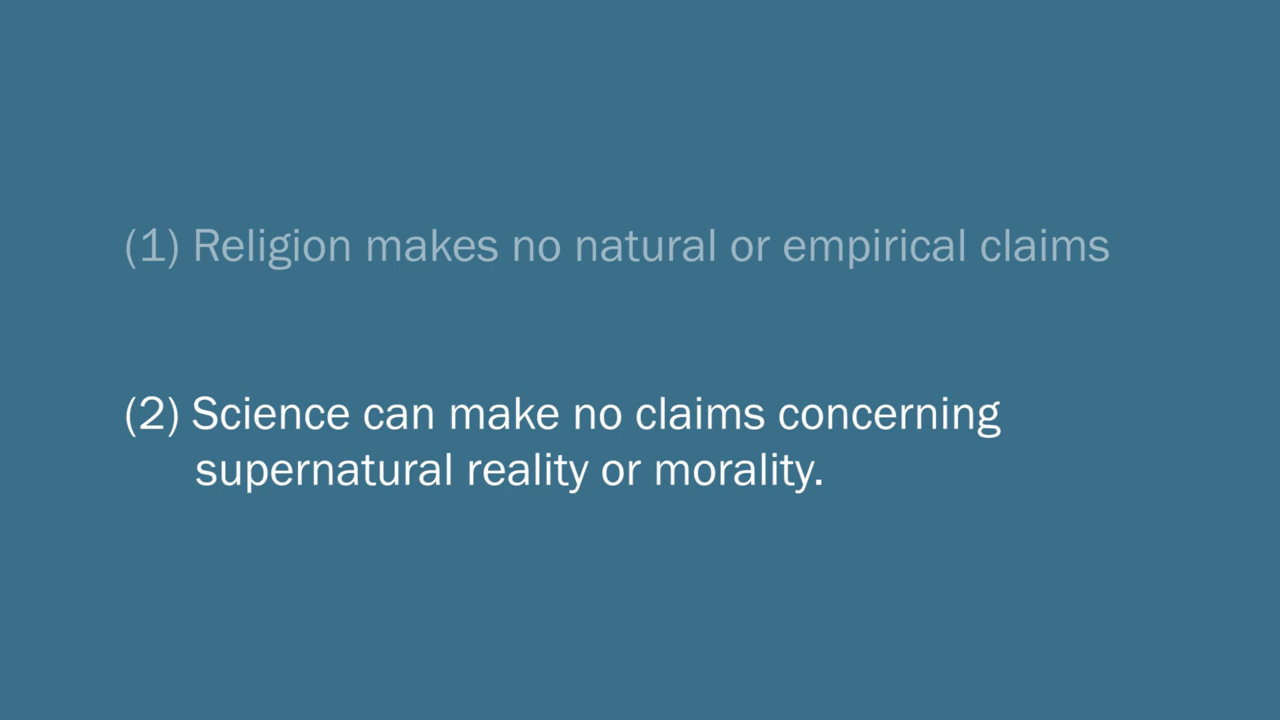 (1) Religion makes no natural or empirical claims
(2) Science can make no claims concerning
supernatural reality or morality.